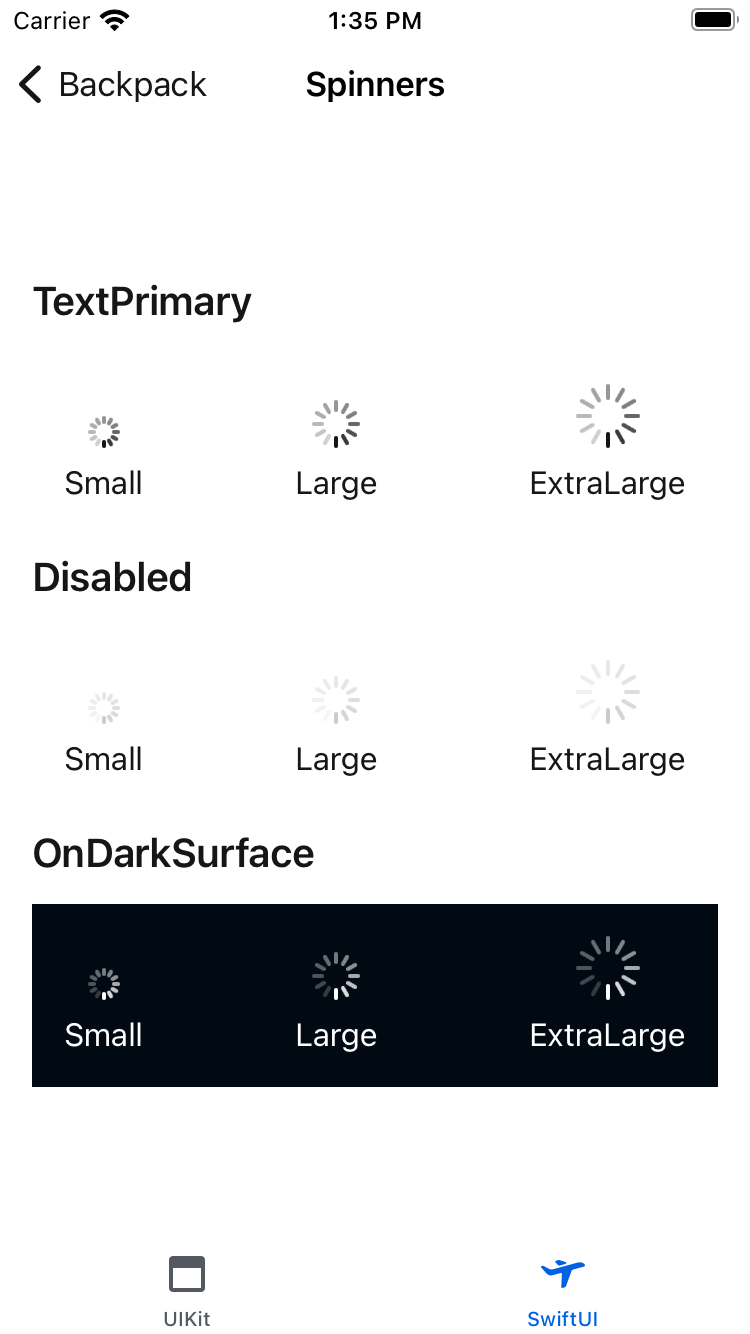 Carrier 1:35 PM
Backpack Spinners
TextPrimary
Small Large ExtraLarge
Disabled
Small Large ExtraLarge
OnDarkSurface
Small Large ExtraLarge
UIKit SwiftUI